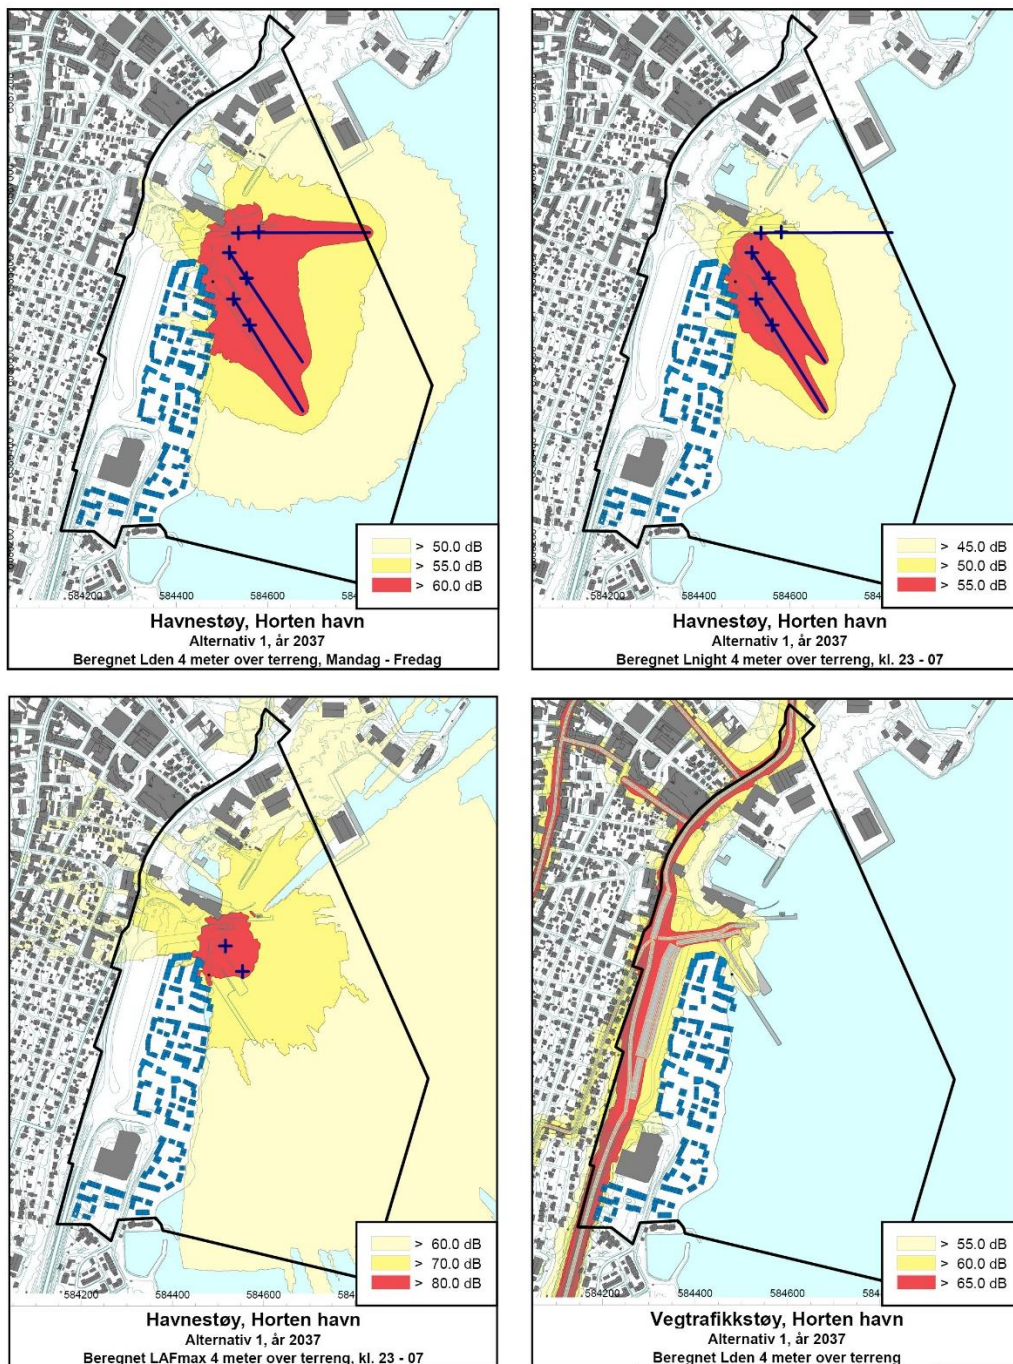 > 50.0 dB
> 55.0 dB
> 60.0 dB
584200
584400
584600
Havnestøy, Horten havn
Alternativ 1, år 2037
Beregnet Lden 4 meter over terreng, Mandag - Fredag
> 45.0 dB
> 50.0 dB
> 55.0 dB
584200
584400
584600
Havnestøy, Horten havn
Alternativ 1, år 2037
Beregnet Lnight 4 meter over terreng, kl. 23 - 07
> 60.0 dB
> 70.0 dB
> 80.0 dB
584200
584400
584600
Havnestøy, Horten havn
Alternativ 1, år 2037
Beregnet LAFmax 4 meter over terreng, kl. 23 - 07
> 55.0 dB
> 60.0 dB
> 65.0 dB
584200
584400
584600
Vegtrafikkstøy, Horten havn
Alternativ 1, år 2037
Beregnet Lden 4 meter over terreng